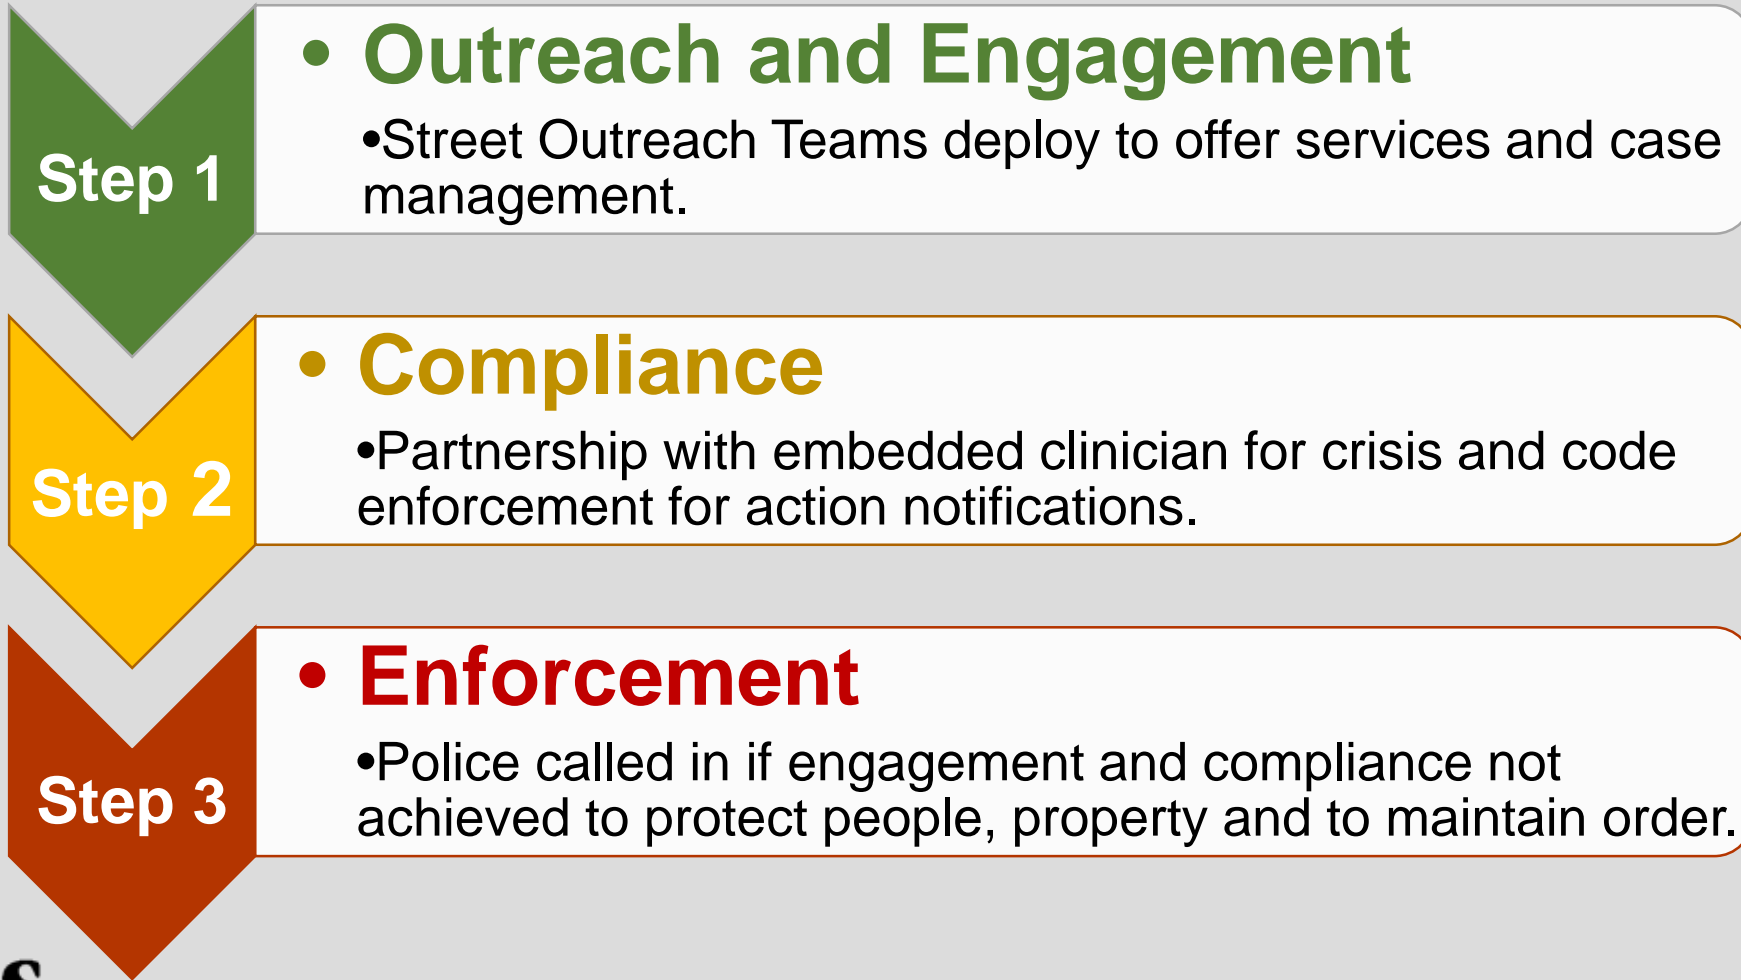 Step 1
• Outreach and Engagement
•Street Outreach Teams deploy to offer services and case
management.
Step 2
• Compliance
•Partnership with embedded clinician for crisis and code
enforcement for action notifications.
Step 3
• Enforcement
•Police called in if engagement and compliance not
achieved to protect people, property and to maintain order.